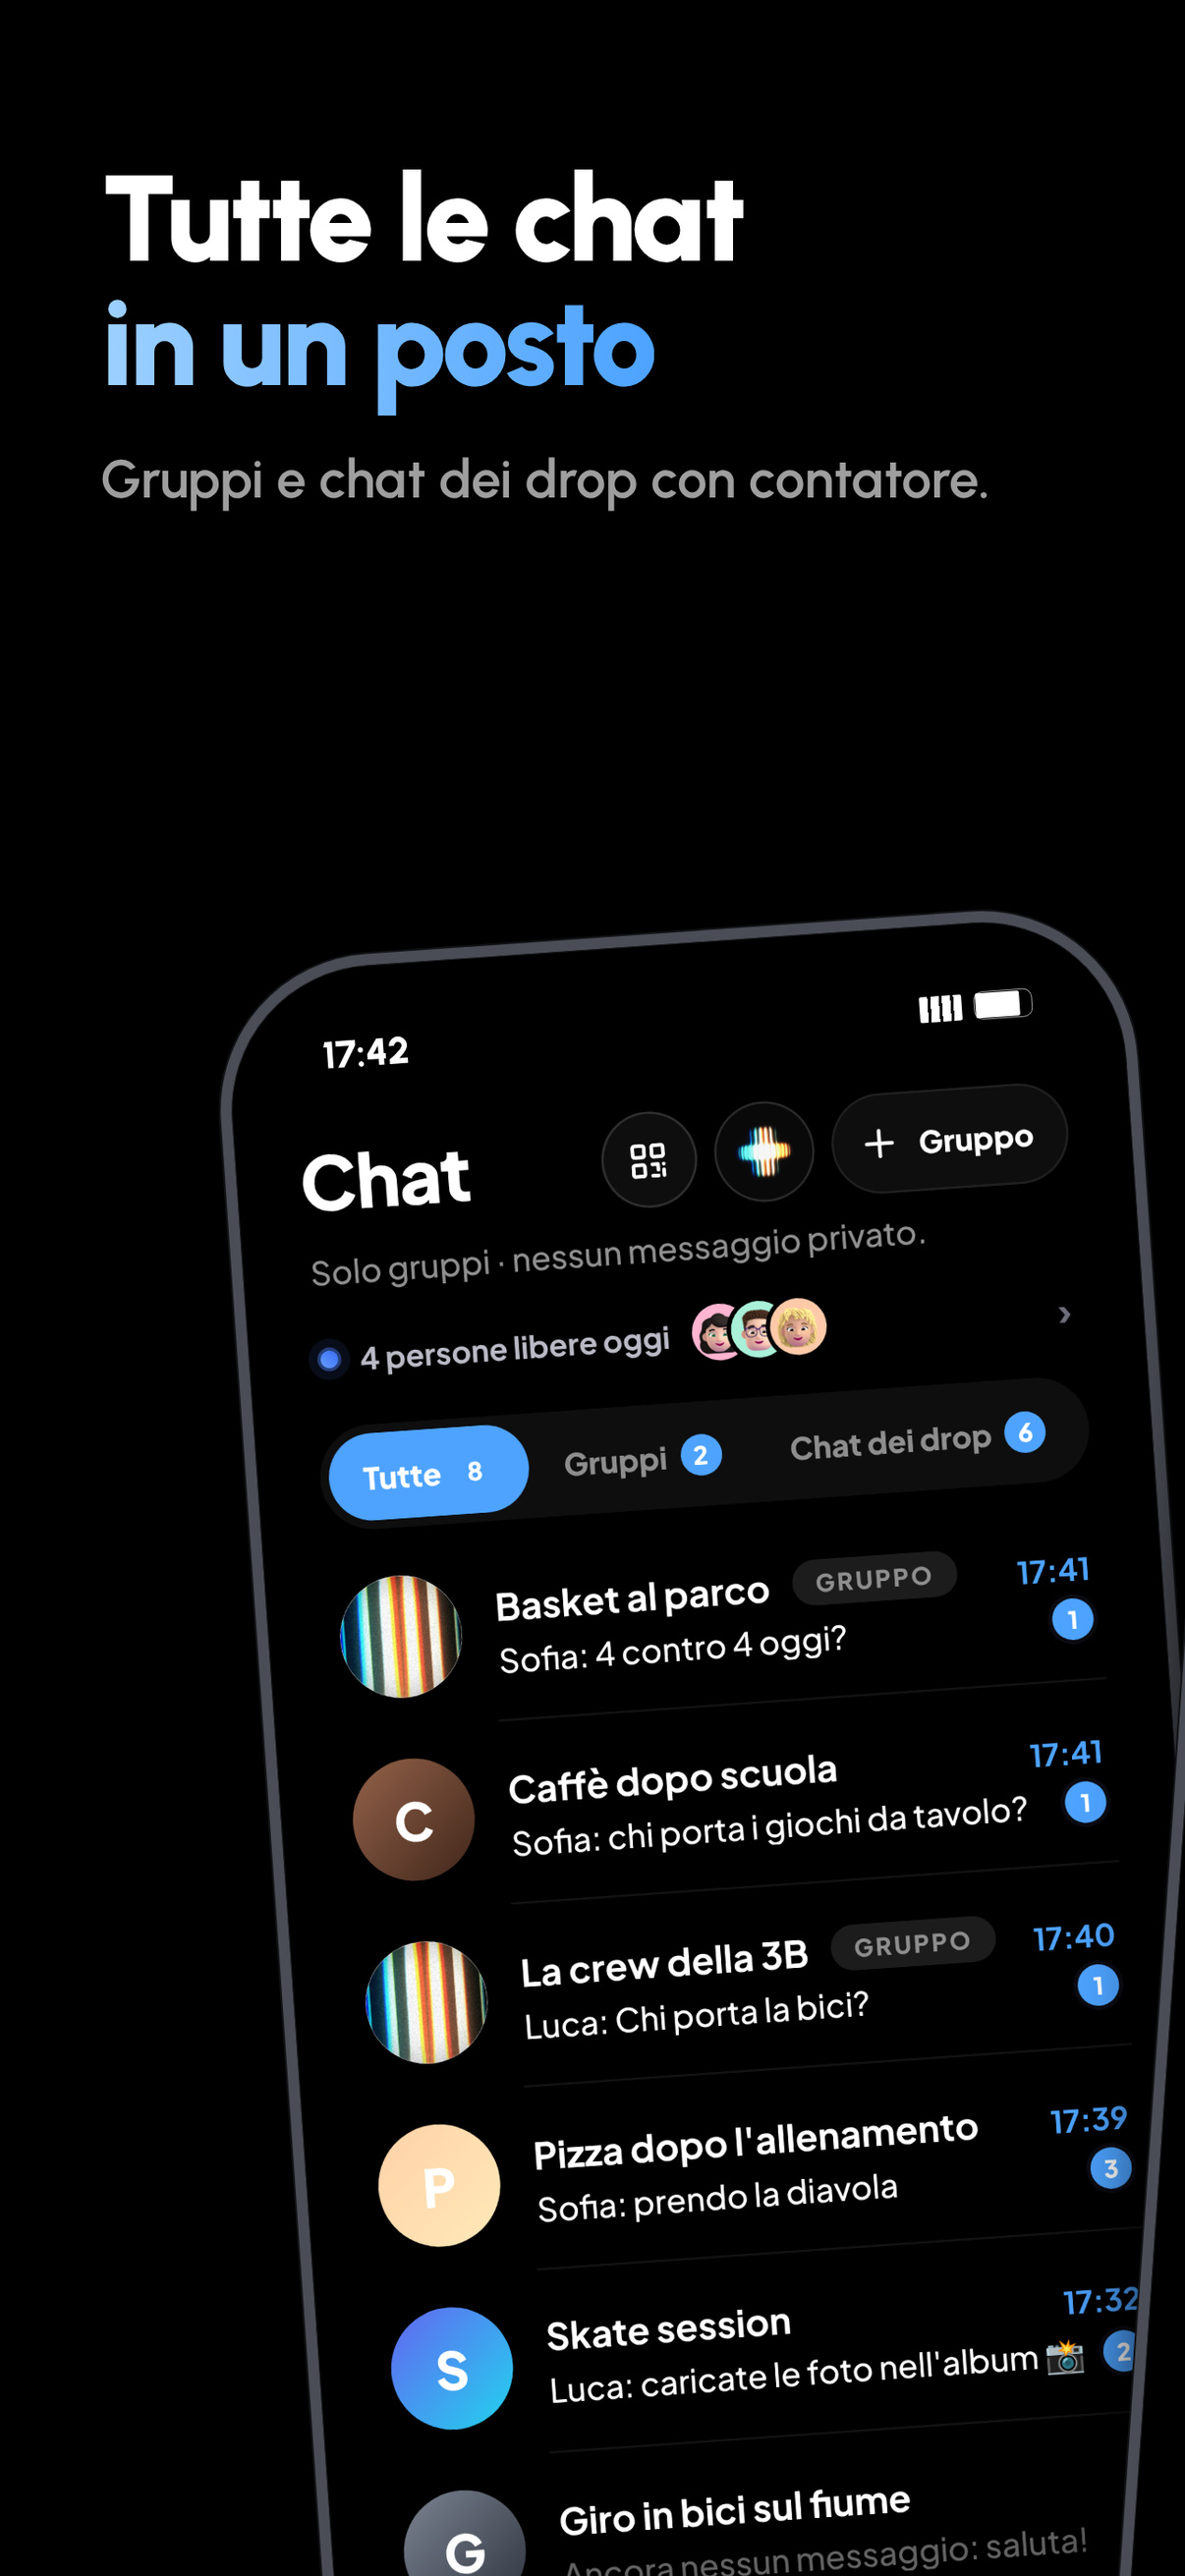 Tutte le chat
in un posto
Gruppi e chat dei drop con contatore.
17:42
Chat
+ Gruppo
Solo gruppi · nessun messaggio privato.
4 persone libere oggi
Tutte 8 Gruppi 2 Chat dei drop 6
Basket al parco GRUPPO 17:41
Sofia: 4 contro 4 oggi? 1
C
Caffè dopo scuola 17:41
Sofia: chi porta i giochi da tavolo? 1
La crew della 3B GRUPPO 17:40
Luca: Chi porta la bici? 1
P
Pizza dopo l'allenamento 17:39
Sofia: prendo la diavola 3
S
Skate session 17:32
Luca: caricate le foto nell'album 📸 2
G
Giro in bici sul fiume
Ancora nessun messaggio: saluta!